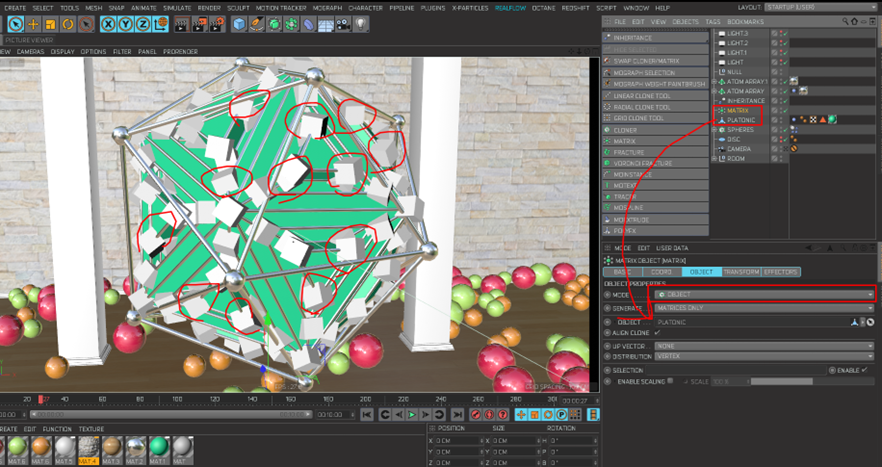 CREATE SELECT TOOLS MESH SNAP ANIMATE SIMULATE RENDER SCULPT MOTION TRACKER MOGRAPH CHARACTER PIPELINE PLUGINS X-PARTICLES REALFLOW OCTANE REDSHIFT SCRIPT WINDOW HELP LAYOUT: STARTUP (USER)
PICTURE VIEWER
VIEW CAMERAS DISPLAY OPTIONS FILTER PANEL PRORENDER
FILE EDIT VIEW OBJECTS TAGS BOOKMARKS
INHERITANCE
SWAP CLONER/MATRIX
MOGRAPH SELECTION
MOGRAPH WEIGHT PAINTBRUSH
LINEAR CLONE TOOL
RADIAL CLONE TOOL
GRID CLONE TOOL
CLONER
MATRIX
FRACTURE
VORONOI FRACTURE
MOINSTANCE
MOTEXT
TRACER
MOSPLINE
MOEXTRUDE
POLYFX
LIGHT.3
LIGHT.2
LIGHT.1
LIGHT
NULL
ATOM ARRAY.1
ATOM ARRAY
INHERITANCE
MATRIX
PLATONIC
SPHERES
DISC
CAMERA
ROOM
MODE EDIT USER DATA
MATRIX OBJECT [MATRIX]
BASIC COORD. OBJECT TRANSFORM EFFECTORS
OBJECT PROPERTIES
MODE OBJECT
GENERATE MATRICES ONLY
OBJECT PLATONIC
ALIGN CLONE ✓
UP VECTOR NONE
DISTRIBUTION VERTEX
SELECTION ENABLE ✓
ENABLE SCALING SCALE
GRID SPACING
20 27 40 60 80 100 120 140 160 180 200 220 240 260 280 00:00:27
00:10:00
CREATE EDIT FUNCTION TEXTURE
MAT.6 MAT.5 MAT.4 MAT.3 MAT.2 MAT.1 MAT
POSITION SIZE ROTATION
X 0 CM X 0 CM H 0°
Y 0 CM Y 0 CM P 0°
Z 0 CM Z 0 CM B 0°